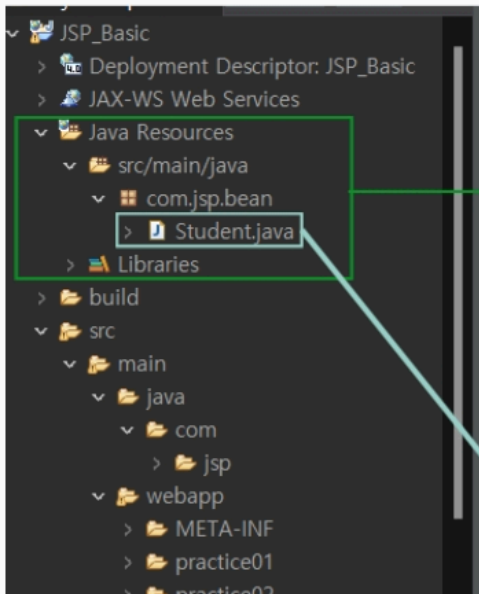 JSP_Basic
Deployment Descriptor: JSP_Basic
JAX-WS Web Services
Java Resources
src/main/java
com.jsp.bean
Student.java
Libraries
build
src
main
java
com
jsp
webapp
META-INF
practice01
practice02